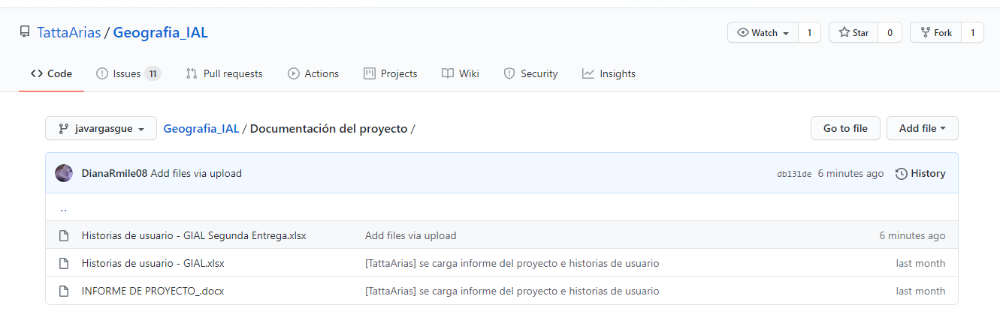 TattaArias / Geografia_IAL Watch 1 Star 0 Fork 1
Code Issues 11 Pull requests Actions Projects Wiki Security Insights
javargasgue Geografia_IAL / Documentación del proyecto / Go to file Add file
DianaRmile08 Add files via upload db131de 6 minutes ago History
..
Historias de usuario - GIAL Segunda Entrega.xlsx Add files via upload 6 minutes ago
Historias de usuario - GIAL.xlsx [TattaArias] se carga informe del proyecto e historias de usuario last month
INFORME DE PROYECTO_.docx [TattaArias] se carga informe del proyecto e historias de usuario last month